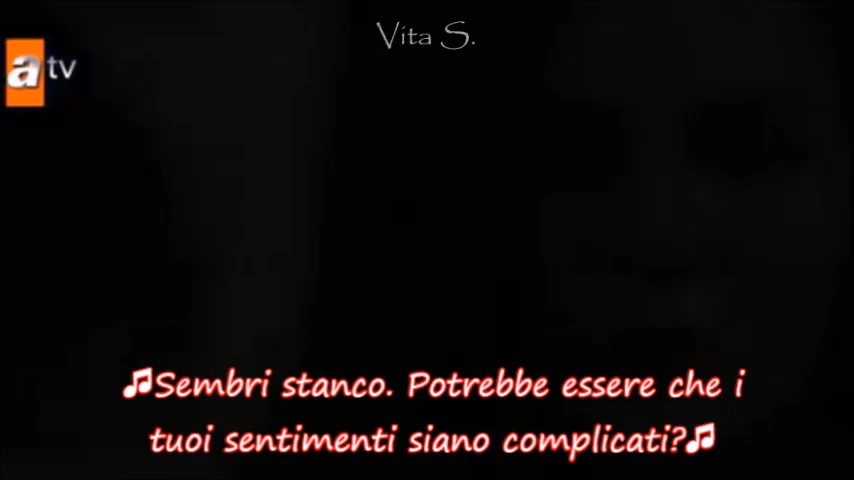 Vita S.
atv
♫Sembri stanco. Potrebbe essere che i
tuoi sentimenti siano complicati?♫